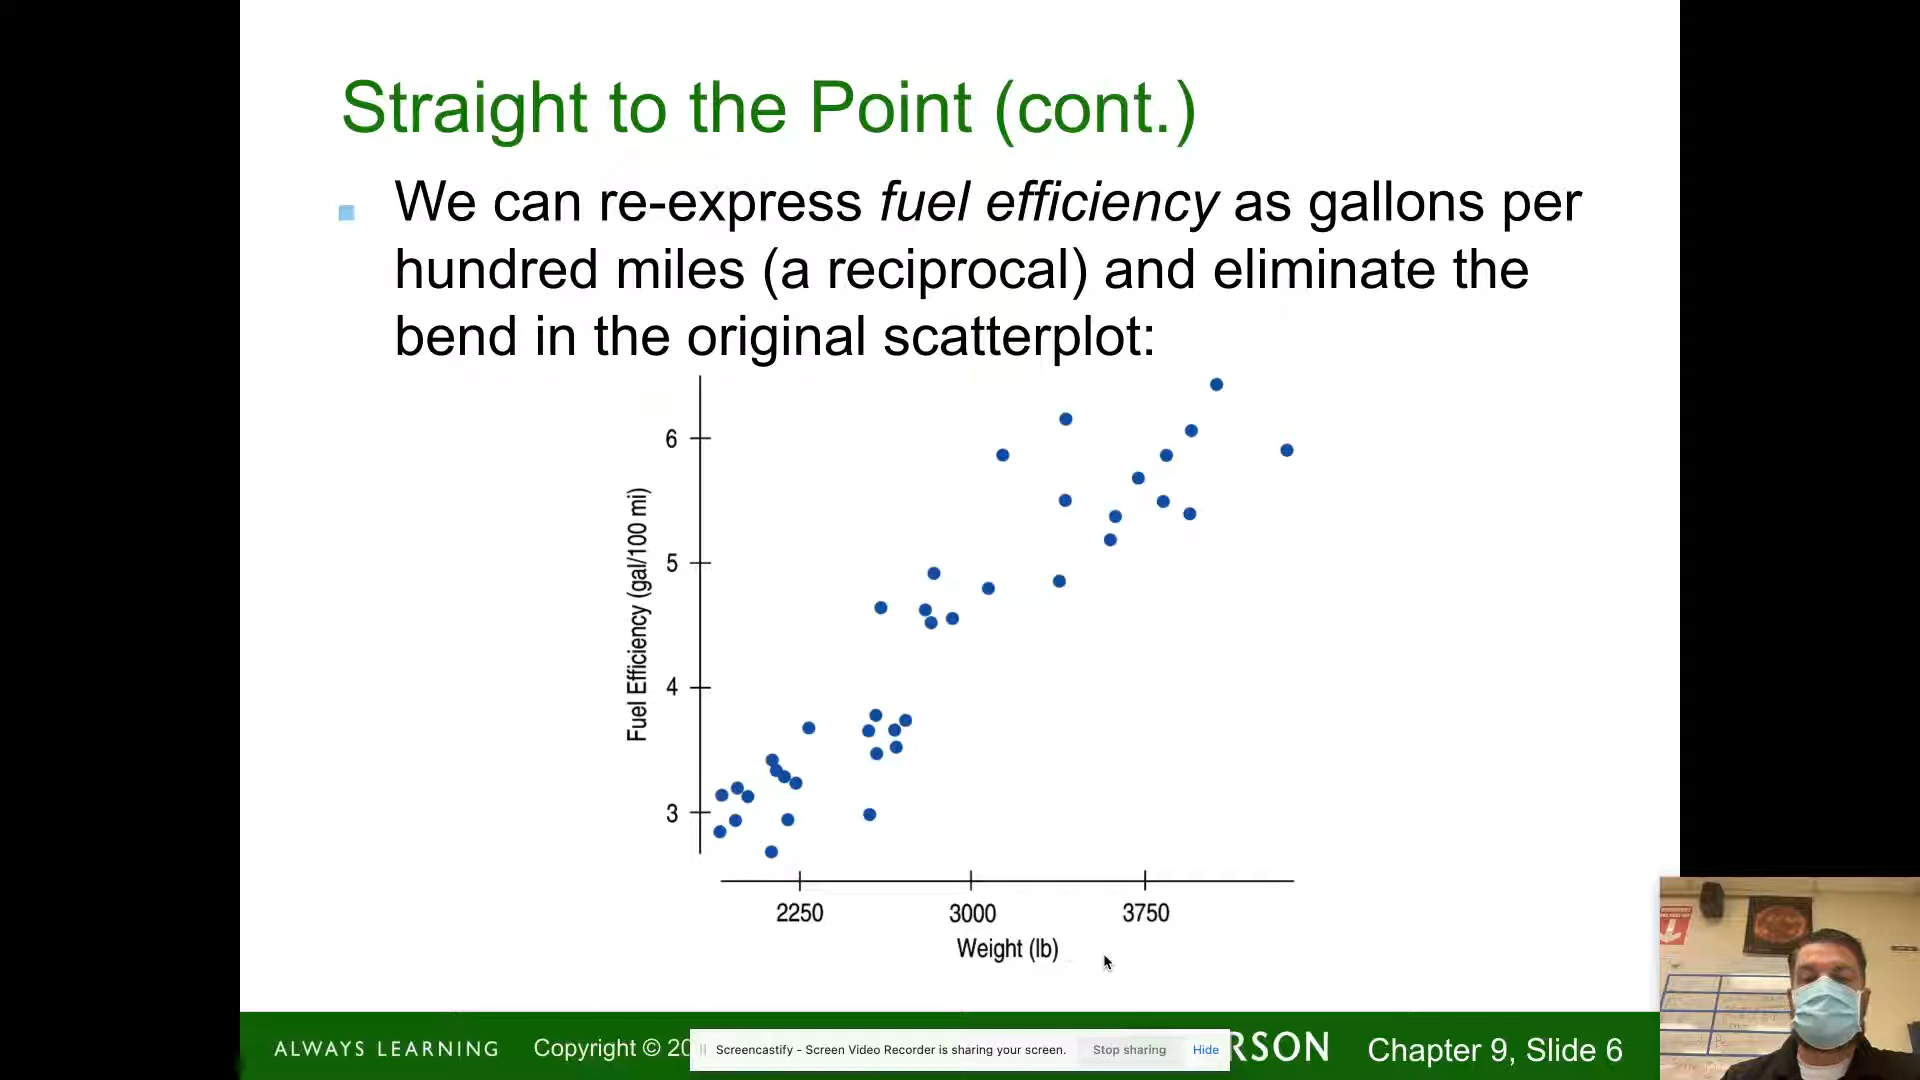 Straight to the Point (cont.)
We can re-express fuel efficiency as gallons per
hundred miles (a reciprocal) and eliminate the
bend in the original scatterplot:
6
5
4
3
Fuel Efficiency (gal/100 mi)
2250 3000 3750
Weight (lb)
ALWAYS LEARNING Copyright © 20 RSON Chapter 9, Slide 6
Screencastify - Screen Video Recorder is sharing your screen. Stop sharing Hide